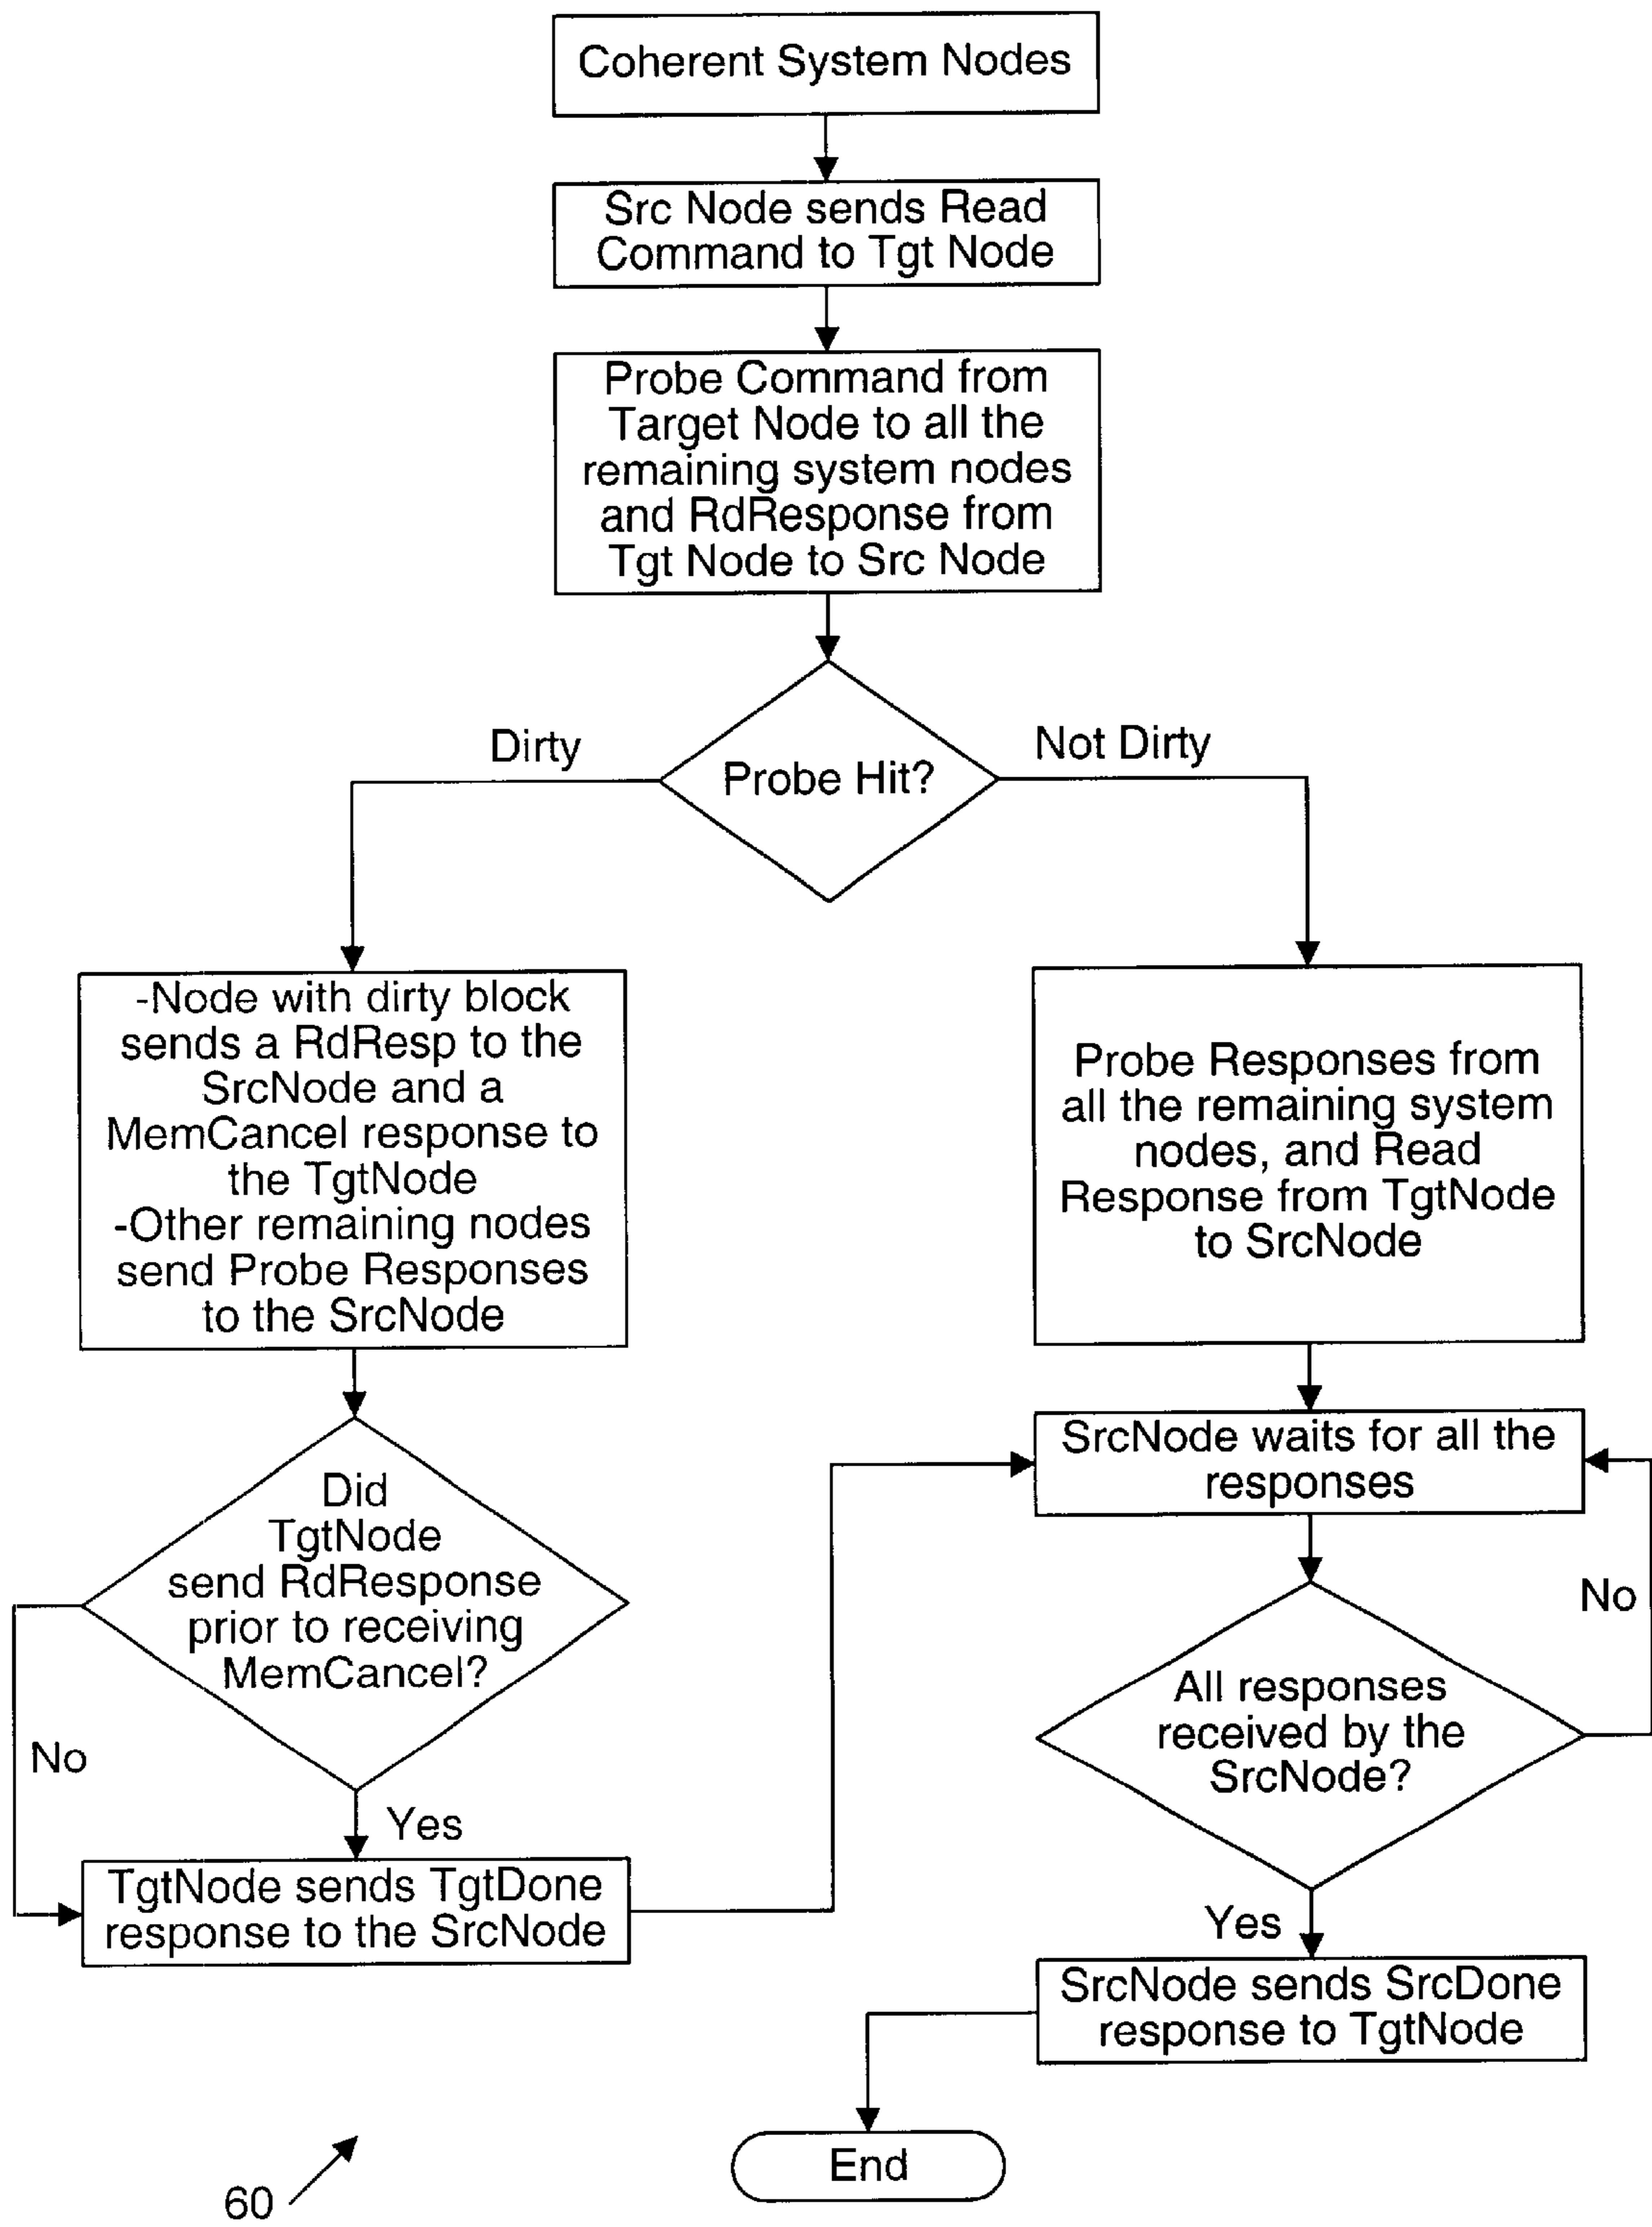 Coherent System Nodes
Src Node sends Read
Command to Tgt Node
Probe Command from
Target Node to all the
remaining system nodes
and RdResponse from
Tgt Node to Src Node
Probe Hit?
Dirty
Not Dirty
-Node with dirty block
sends a RdResp to the
SrcNode and a
MemCancel response to
the TgtNode
-Other remaining nodes
send Probe Responses
to the SrcNode
Probe Responses from
all the remaining system
nodes, and Read
Response from TgtNode
to SrcNode
Did
TgtNode
send RdResponse
prior to receiving
MemCancel?
No
Yes
TgtNode sends TgtDone
response to the SrcNode
SrcNode waits for all the
responses
All responses
received by the
SrcNode?
No
Yes
SrcNode sends SrcDone
response to TgtNode
End
60